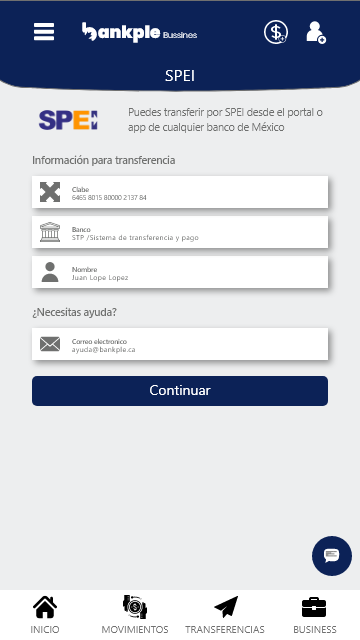 bankple Bussines
SPEI
SPEI
Puedes transferir por SPEI desde el portal o
app de cualquier banco de México
Información para transferencia
Clabe
6465 8015 80000 2137 84
Banco
STP /Sistema de transferencia y pago
Nombre
Juan Lope Lopez
¿Necesitas ayuda?
Correo electronico
ayuda@bankple.ca
Continuar
INICIO
MOVIMIENTOS
TRANSFERENCIAS
BUSINESS